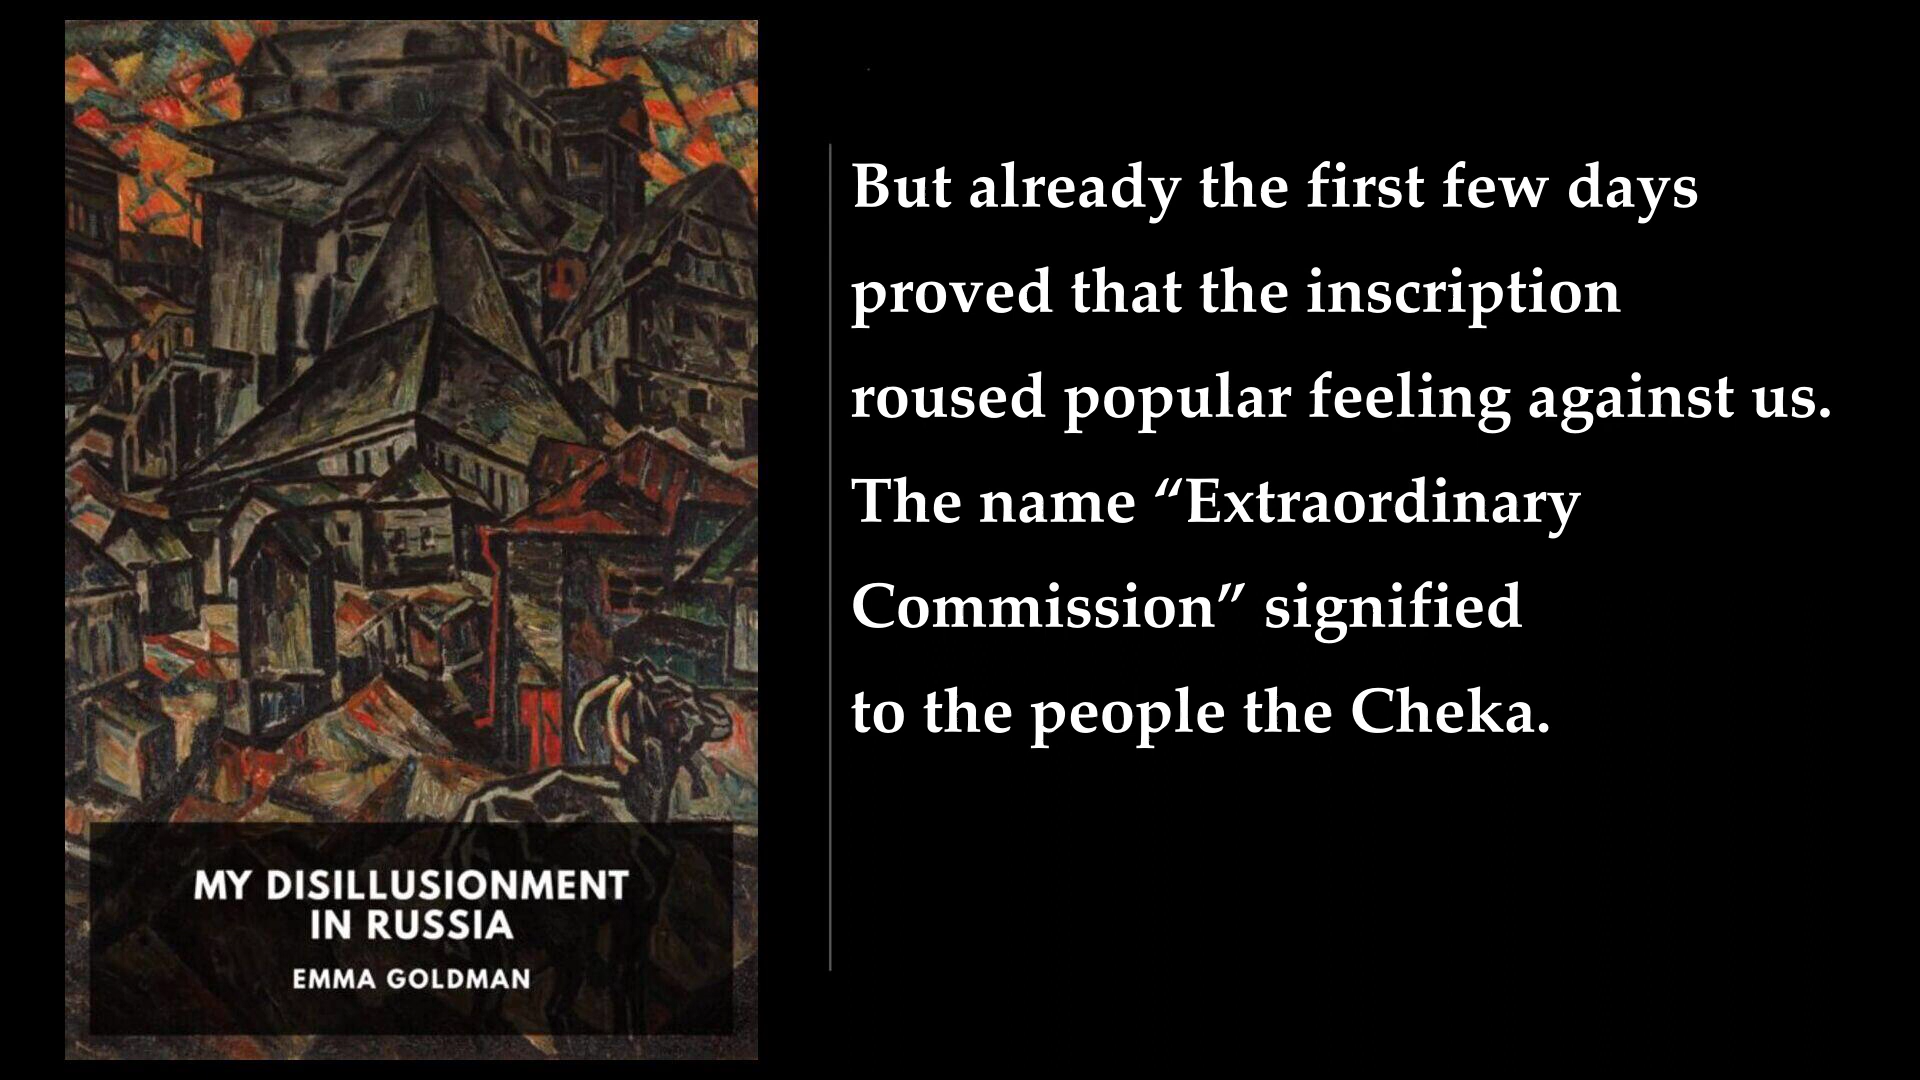 MY DISILLUSIONMENT
IN RUSSIA
EMMA GOLDMAN
But already the first few days
proved that the inscription
roused popular feeling against us.
The name “Extraordinary
Commission” signified
to the people the Cheka.